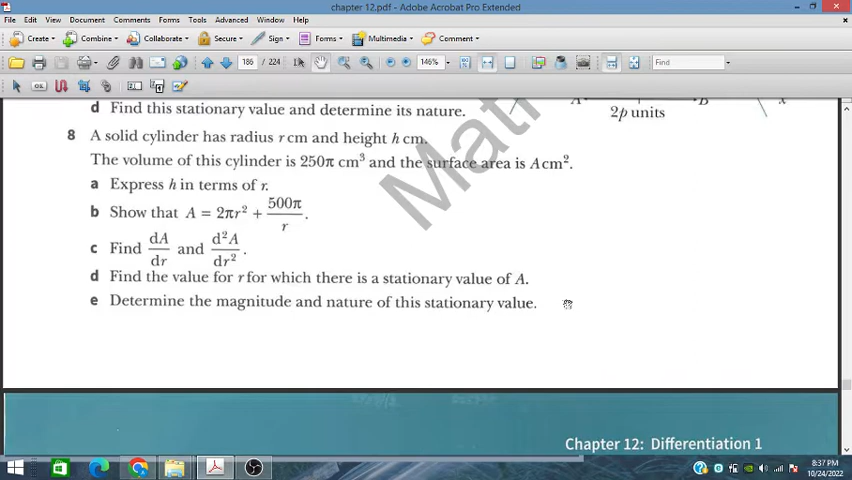 chapter 12.pdf - Adobe Acrobat Pro Extended
File Edit View Document Comments Forms Tools Advanced Window Help
Create Combine Collaborate Secure Sign Forms Multimedia Comment
186 / 224 146% Find
d Find this stationary value and determine its nature.
A B x
2p units
8 A solid cylinder has radius r cm and height h cm.
The volume of this cylinder is 250π cm³ and the surface area is A cm².
a Express h in terms of r.
b Show that A = 2πr² + 500π/r.
c Find dA/dr and d²A/dr².
d Find the value for r for which there is a stationary value of A.
e Determine the magnitude and nature of this stationary value.
Chapter 12: Differentiation 1
8:37 PM
10/24/2022